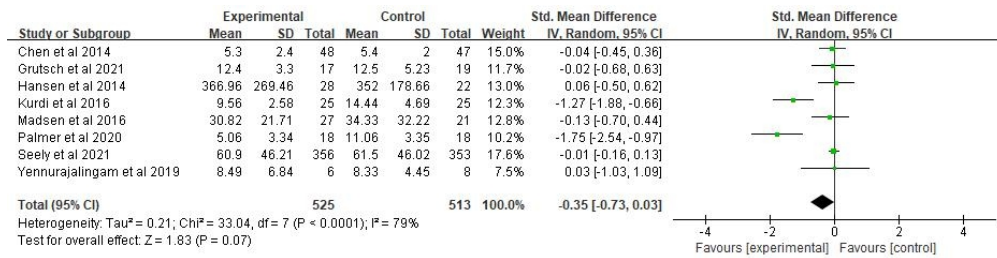 Experimental Control Std. Mean Difference Std. Mean Difference
Study or Subgroup Mean SD Total Mean SD Total Weight IV, Random, 95% CI IV, Random, 95% CI
Chen et al 2014 5.3 2.4 48 5.4 2 47 15.0% -0.04 [-0.45, 0.36]
Grutsch et al 2021 12.4 3.3 17 12.5 5.23 19 11.7% -0.02 [-0.68, 0.63]
Hansen et al 2014 366.96 269.46 28 352 178.66 22 13.0% 0.06 [-0.50, 0.62]
Kurdi et al 2016 9.56 2.58 25 14.44 4.69 25 12.3% -1.27 [-1.88, -0.66]
Madsen et al 2016 30.82 21.71 27 34.33 32.22 21 12.8% -0.13 [-0.70, 0.44]
Palmer et al 2020 5.06 3.34 18 11.06 3.35 18 10.2% -1.75 [-2.54, -0.97]
Seely et al 2021 60.9 46.21 356 61.5 46.02 353 17.6% -0.01 [-0.16, 0.13]
Yennurajalingam et al 2019 8.49 6.84 6 8.33 4.45 8 7.5% 0.03 [-1.03, 1.09]
Total (95% CI) 525 513 100.0% -0.35 [-0.73, 0.03]
Heterogeneity: Tau² = 0.21; Chi² = 33.04, df = 7 (P < 0.0001); I² = 79%
Test for overall effect: Z = 1.83 (P = 0.07)
-4 -2 0 2 4
Favours [experimental] Favours [control]